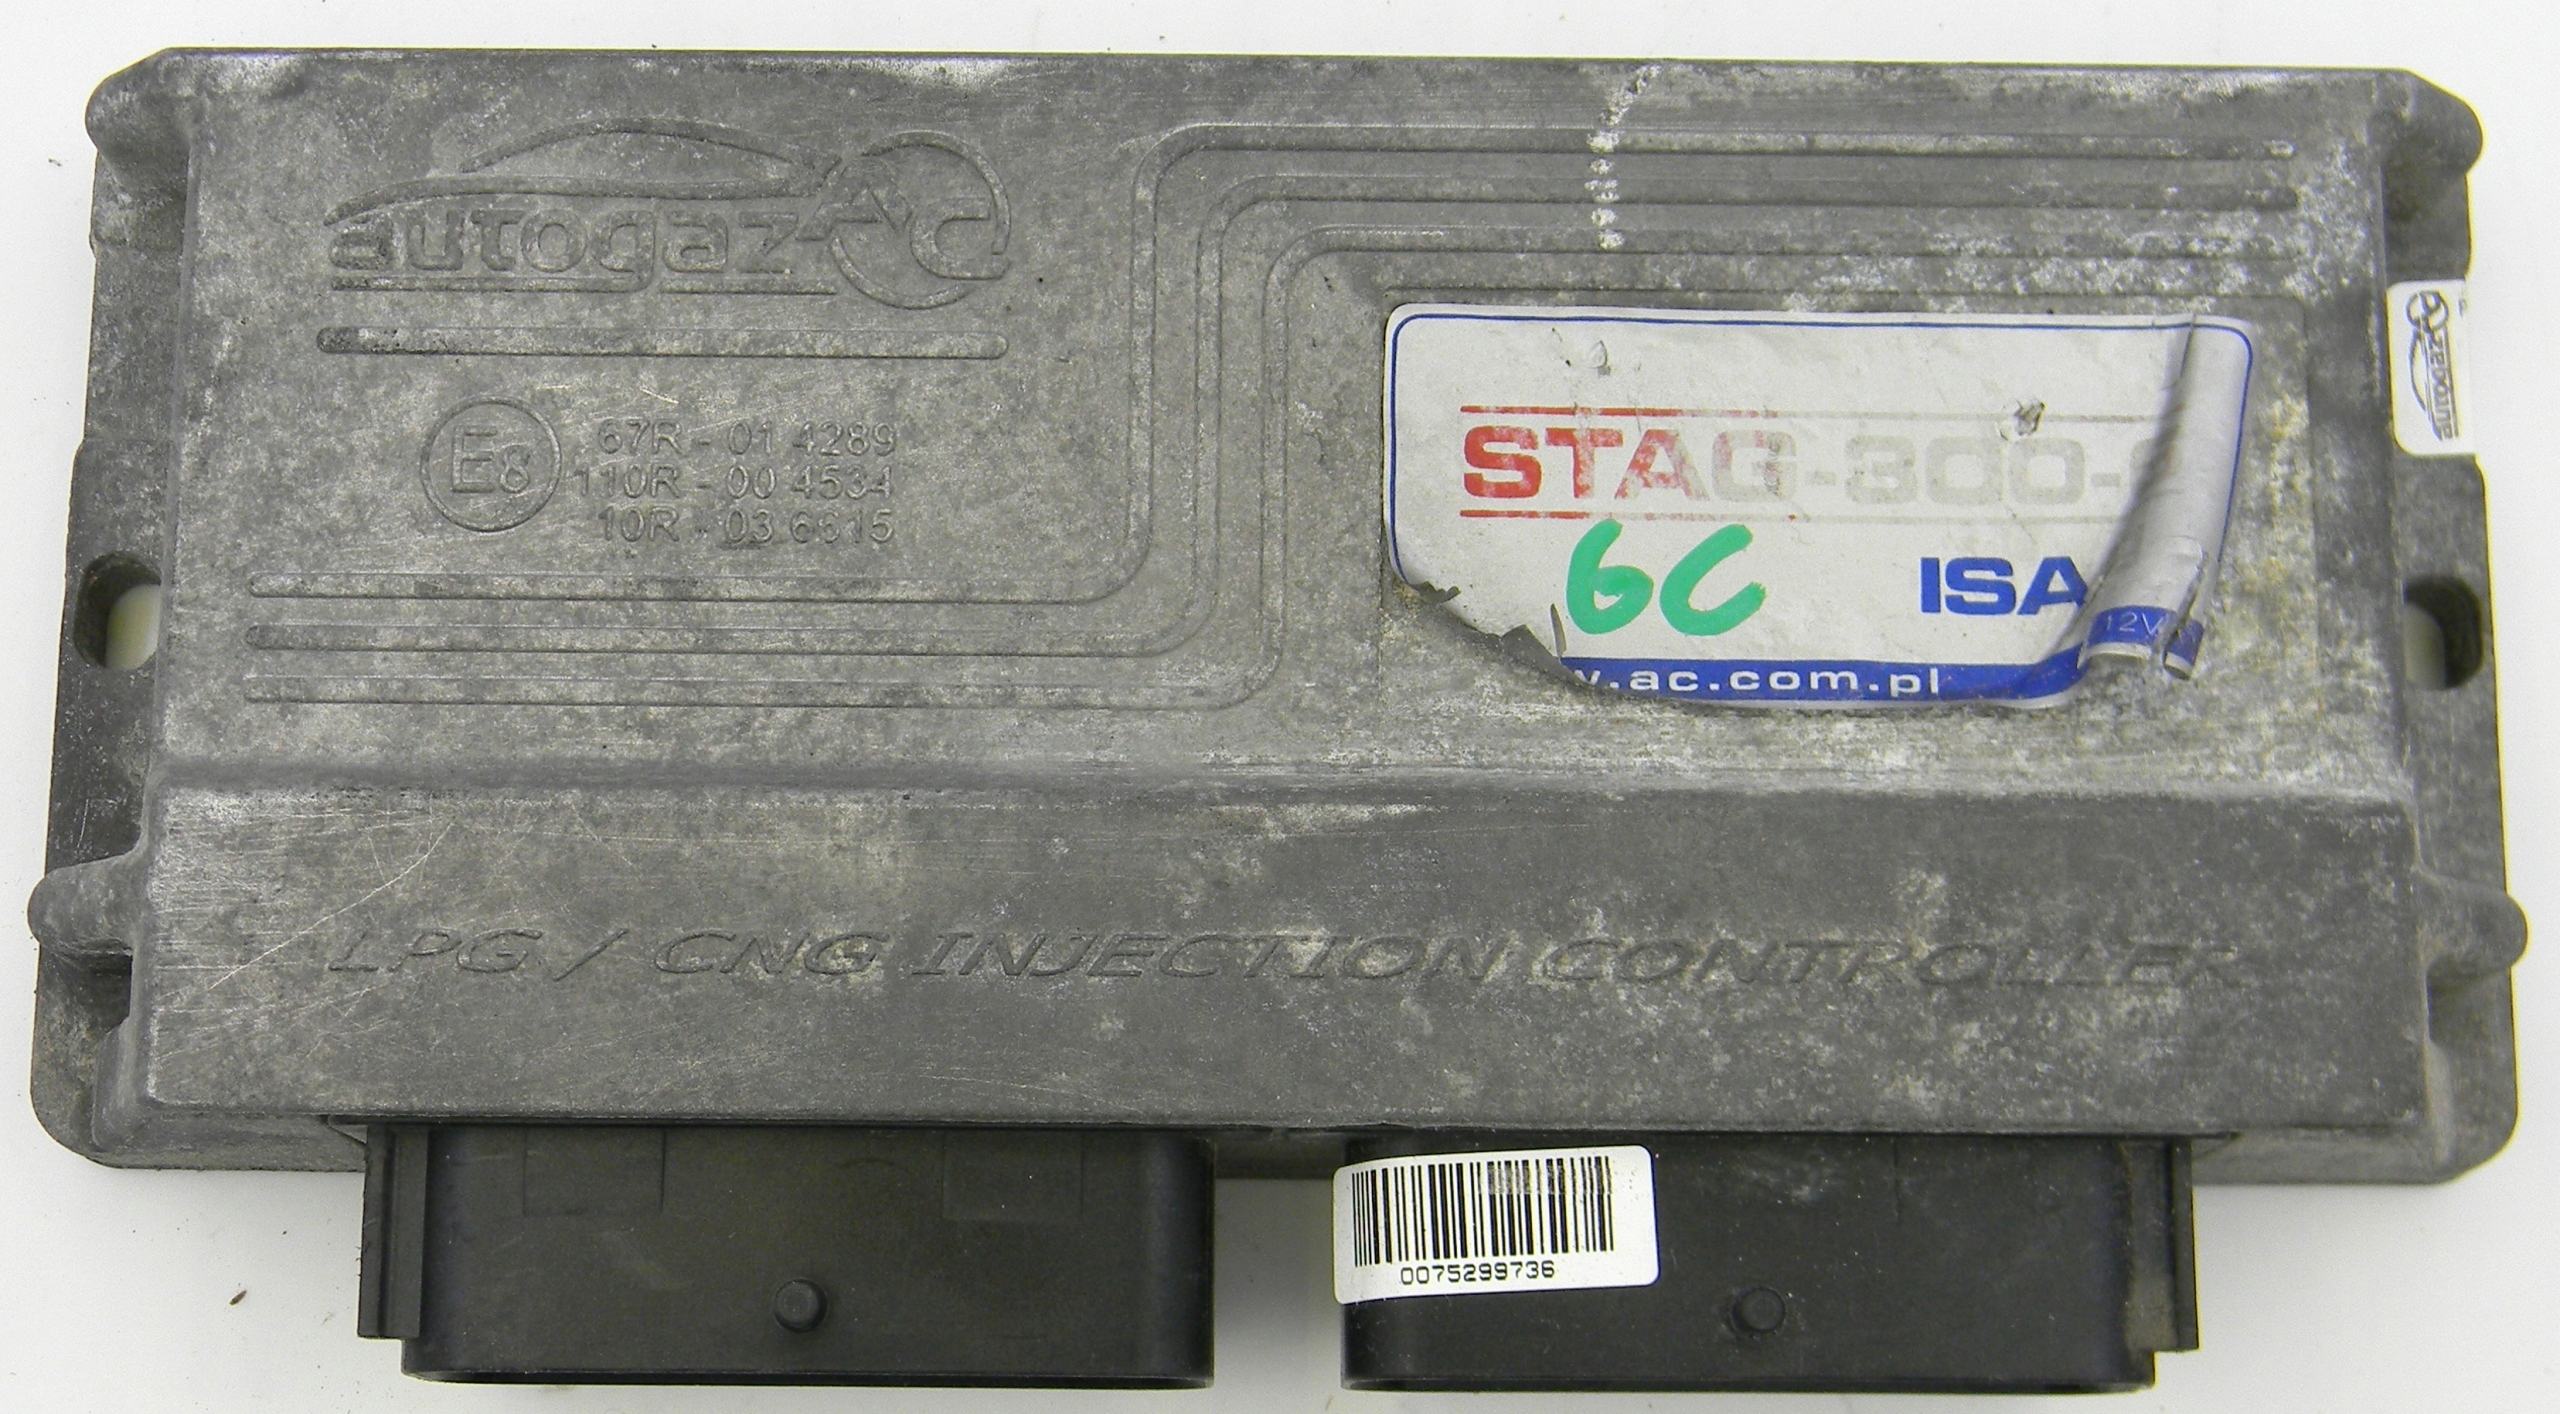 autogaz AC
E8
67R - 01 4289
110R - 00 4534
10R - 03 6615
STAG-300-
6C
ISA
12V
w.ac.com.pl
LPG / CNG INJECTION CONTROLLER
0075299736